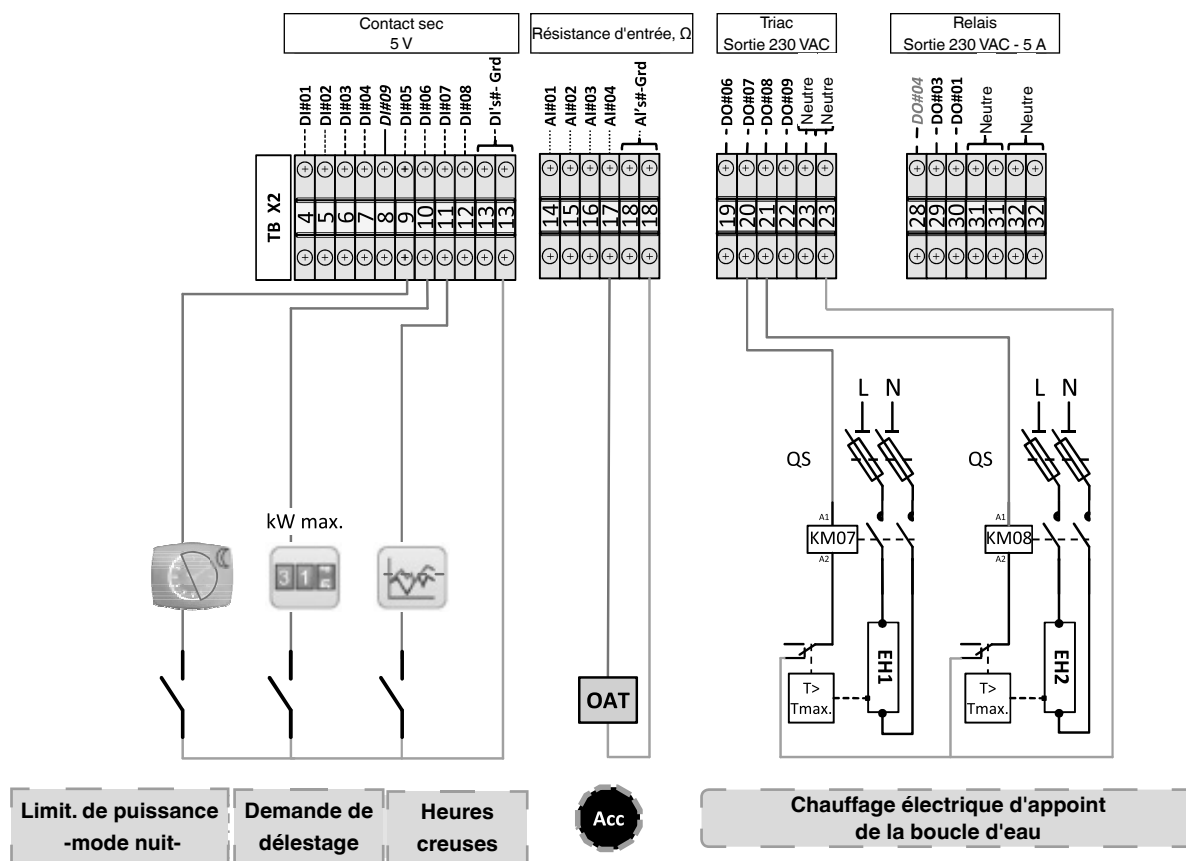 Contact sec
5 V
Résistance d'entrée, Ω
Triac
Sortie 230 VAC
Relais
Sortie 230 VAC - 5 A
DI#01
DI#02
DI#03
DI#04
DI#09
DI#05
DI#06
DI#07
DI#08
DI's#- Grd
AI#01
AI#02
AI#03
AI#04
AI's#-Grd
DO#06
DO#07
DO#08
DO#09
Neutre
Neutre
DO#04
DO#03
DO#01
Neutre
Neutre
TB X2
4 5 6 7 8 9 10 11 12 13 13
14 15 16 17 18 18
19 20 21 22 23 23
28 29 30 31 31 32 32
L N
L N
QS
QS
kW max.
A1
KM07
A2
A1
KM08
A2
31
EH1
EH2
OAT
T>
Tmax.
T>
Tmax.
Limit. de puissance
-mode nuit-
Demande de
délestage
Heures
creuses
Acc
Chauffage électrique d'appoint
de la boucle d'eau